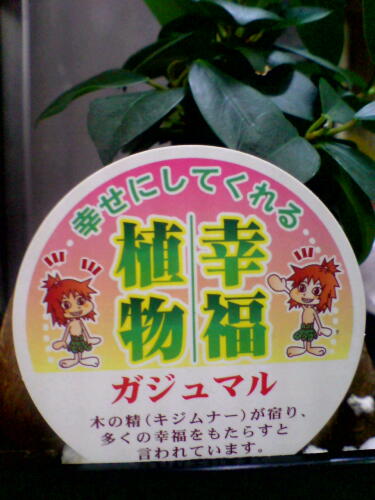 幸せにしてくれる
幸福
植物
ガジュマル
木の精(キジムナー)が宿り、
多くの幸福をもたらすと
言われています。